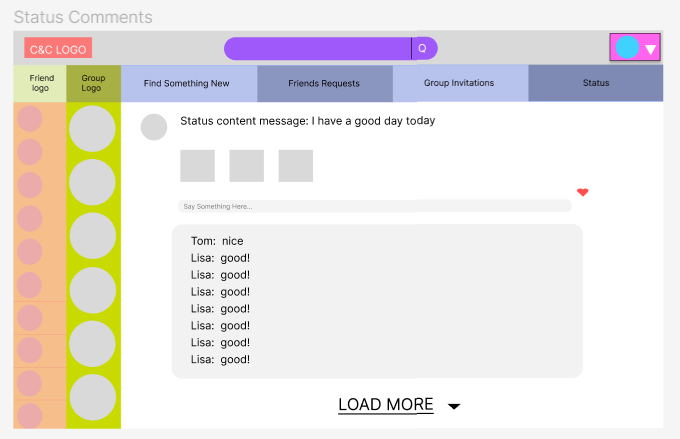 Status Comments
C&C LOGO
Q
Friend
logo
Group
Logo
Find Something New
Friends Requests
Group Invitations
Status
Status content message: I have a good day today
Say Something Here...
Tom: nice
Lisa: good!
Lisa: good!
Lisa: good!
Lisa: good!
Lisa: good!
Lisa: good!
Lisa: good!
LOAD MORE